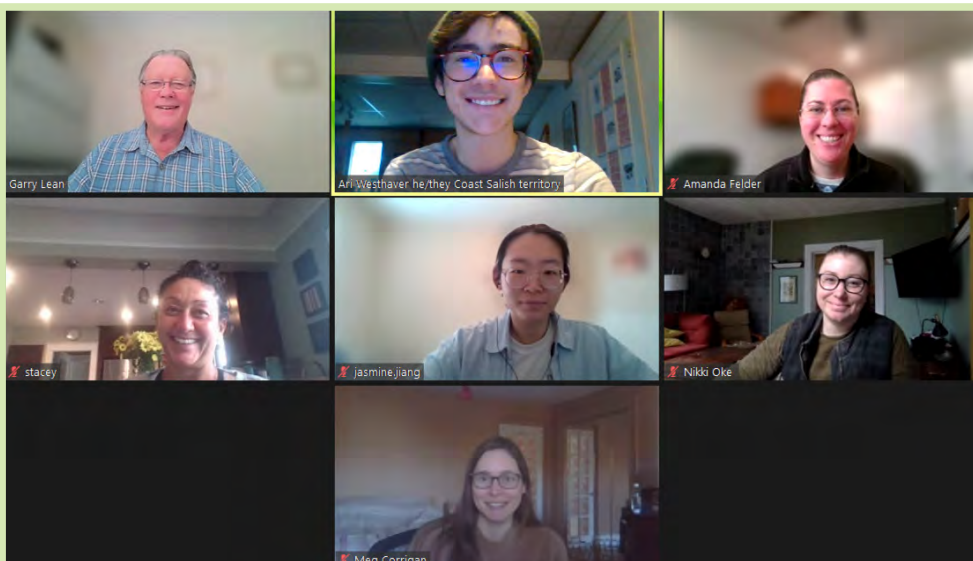 Garry Lean
Ari Westhaver he/they Coast Salish territory
Amanda Felder
stacey
jasmine.jiang
Nikki Oke
Meg Corrigan